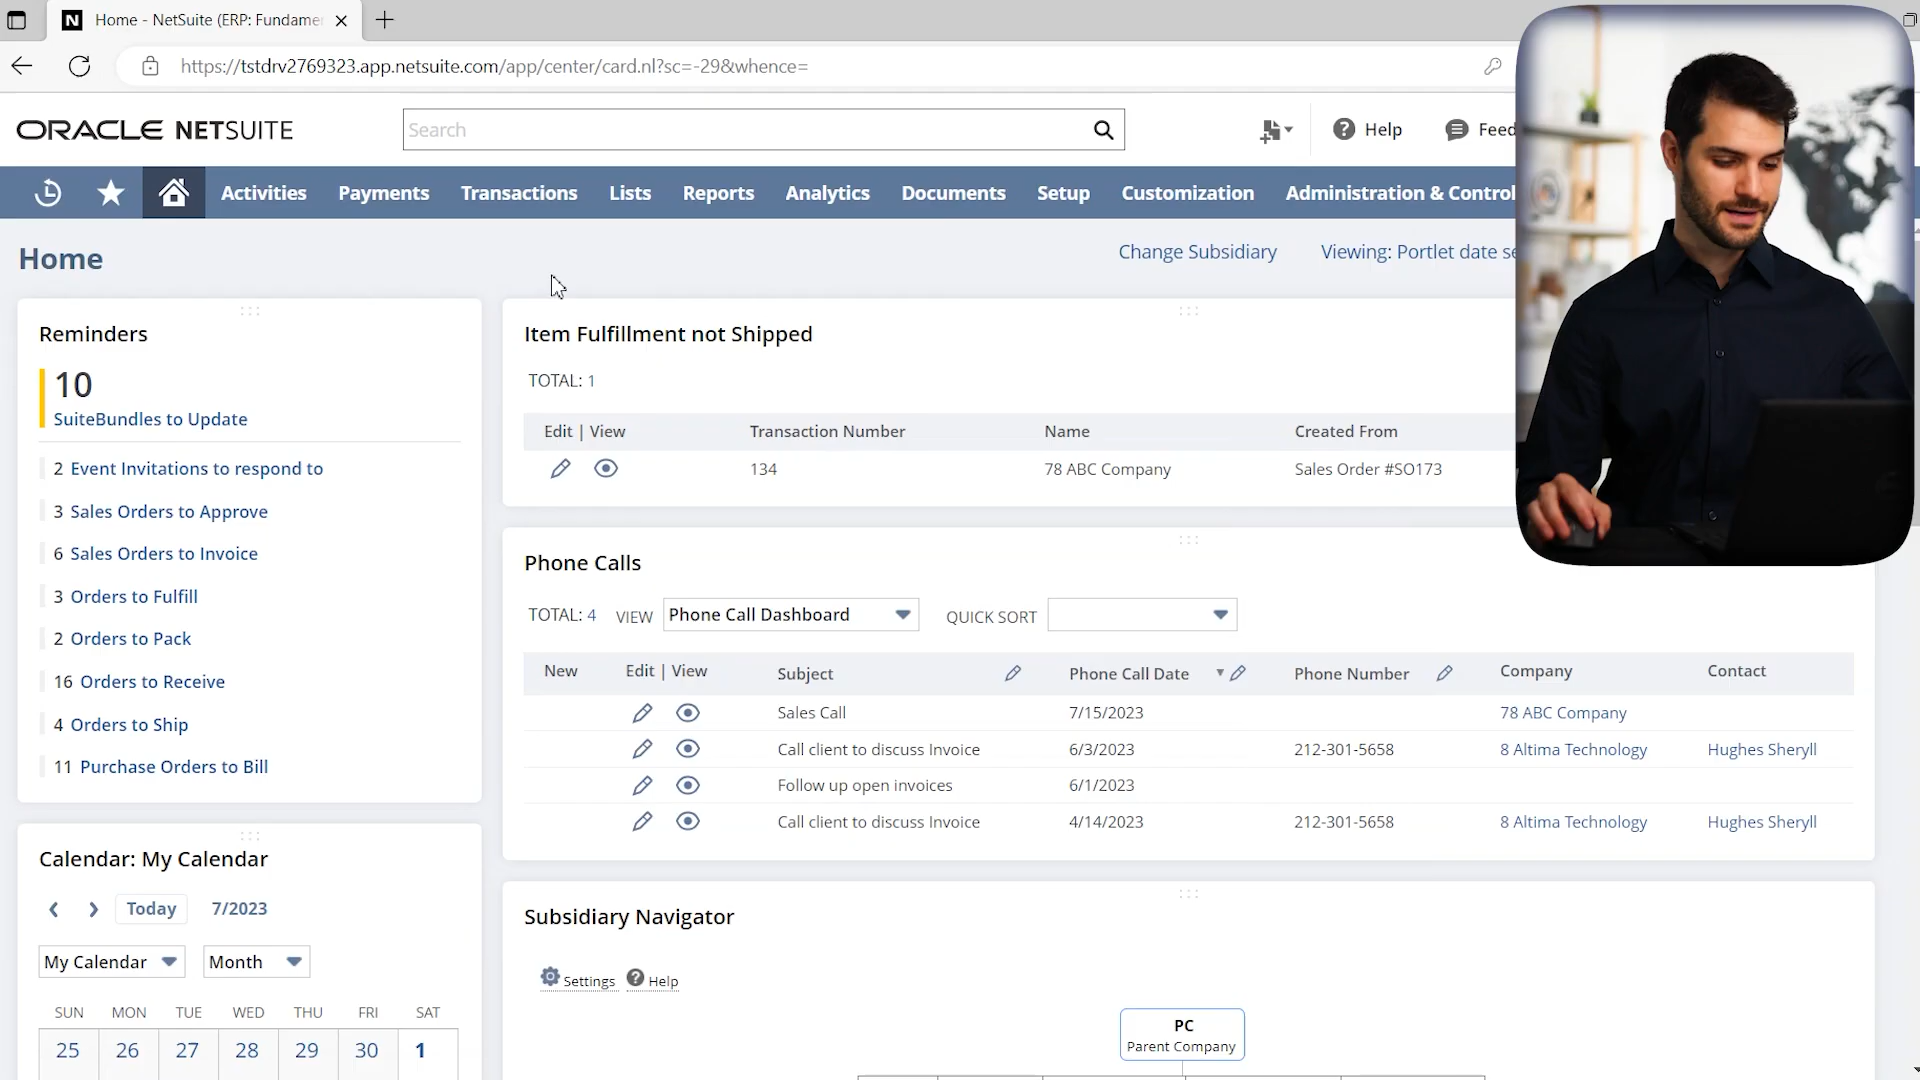 Home - NetSuite (ERP: Fundame
https://tstdrv2769323.app.netsuite.com/app/center/card.nl?sc=-29&whence=
ORACLE NETSUITE
Search
Help
Feed
Activities Payments Transactions Lists Reports Analytics Documents Setup Customization Administration & Control
Home
Change Subsidiary
Viewing: Portlet date se
Reminders
10
SuiteBundles to Update
2 Event Invitations to respond to
3 Sales Orders to Approve
6 Sales Orders to Invoice
3 Orders to Fulfill
2 Orders to Pack
16 Orders to Receive
4 Orders to Ship
11 Purchase Orders to Bill
Calendar: My Calendar
Today 7/2023
My Calendar Month
SUN MON TUE WED THU FRI SAT
25 26 27 28 29 30 1
Item Fulfillment not Shipped
TOTAL: 1
Edit | View Transaction Number Name Created From
134 78 ABC Company Sales Order #SO173
Phone Calls
TOTAL: 4 VIEW Phone Call Dashboard QUICK SORT
New Edit | View Subject Phone Call Date Phone Number Company Contact
Sales Call 7/15/2023 78 ABC Company
Call client to discuss Invoice 6/3/2023 212-301-5658 8 Altima Technology Hughes Sheryll
Follow up open invoices 6/1/2023
Call client to discuss Invoice 4/14/2023 212-301-5658 8 Altima Technology Hughes Sheryll
Subsidiary Navigator
Settings Help
PC
Parent Company